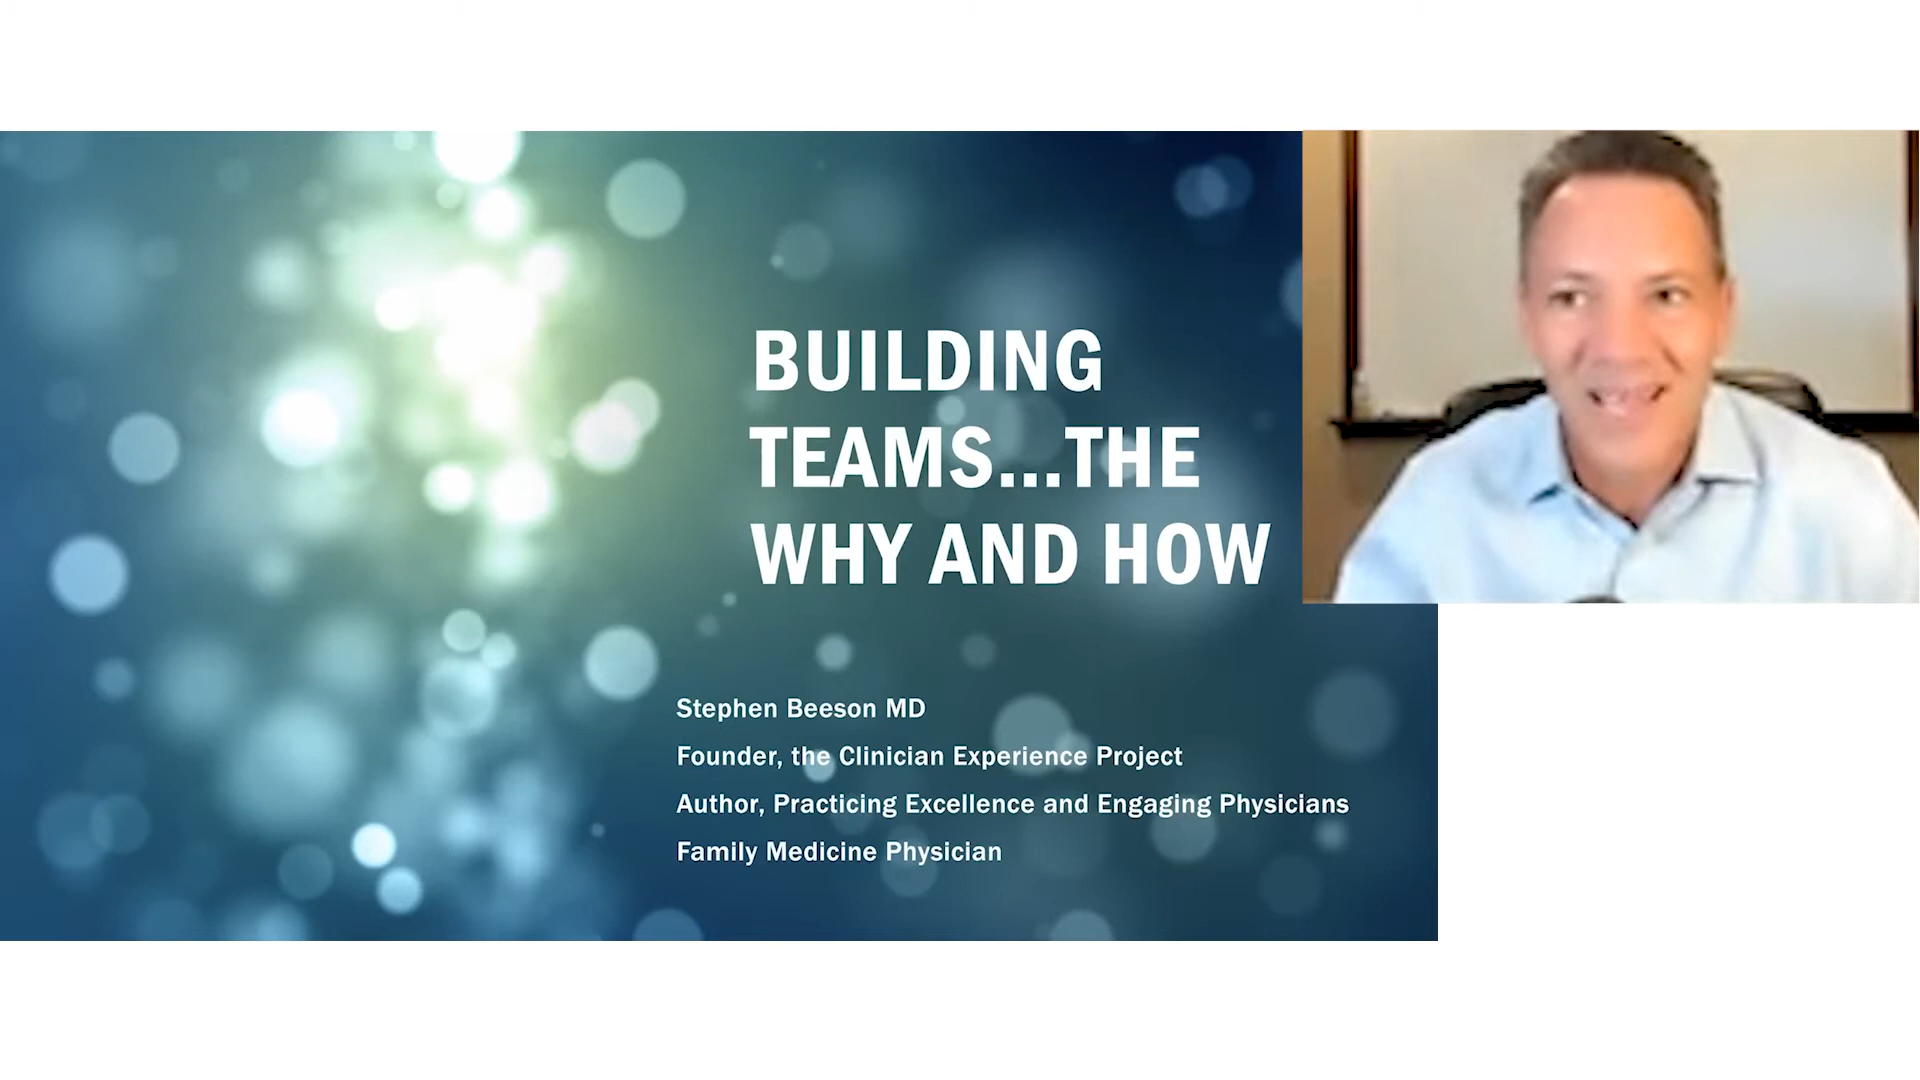 BUILDING
TEAMS...THE
WHY AND HOW
Stephen Beeson MD
Founder, the Clinician Experience Project
Author, Practicing Excellence and Engaging Physicians
Family Medicine Physician